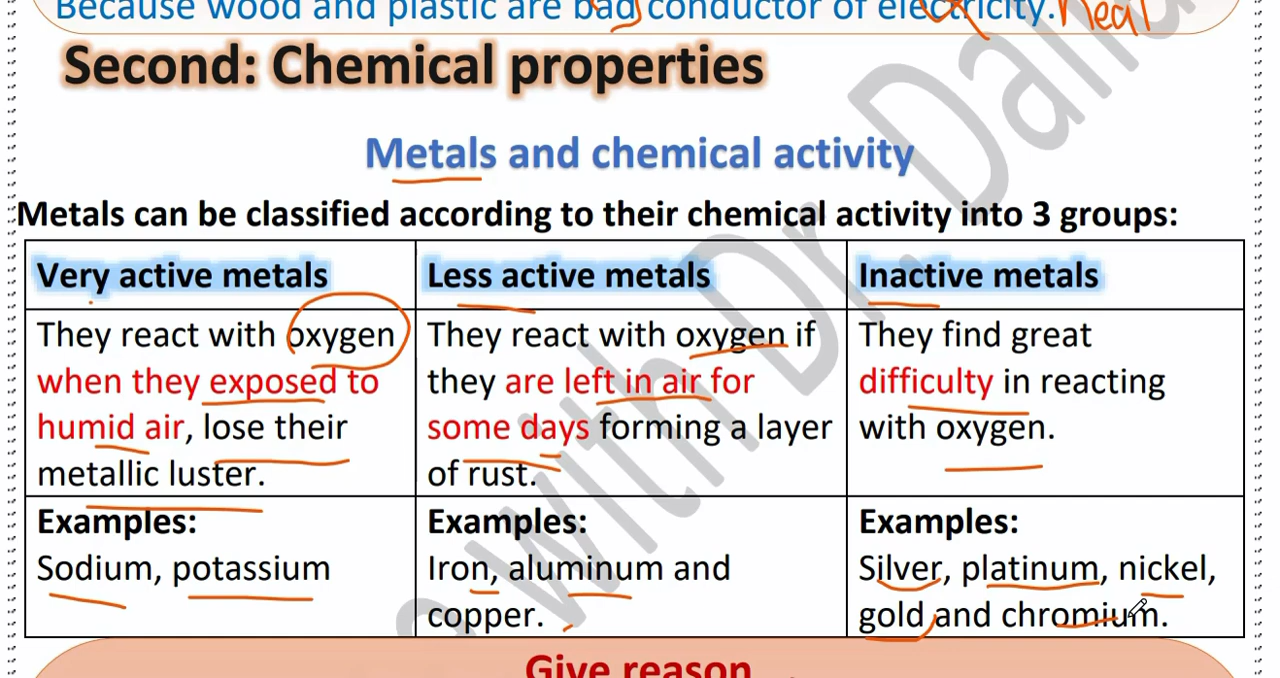 Because wood and plastic are bad conductor of electricity. heat
Second: Chemical properties
Metals and chemical activity
Metals can be classified according to their chemical activity into 3 groups:
Very active metals
Less active metals
Inactive metals
They react with oxygen
when they exposed to
humid air, lose their
metallic luster.
They react with oxygen if
they are left in air for
some days forming a layer
of rust.
They find great
difficulty in reacting
with oxygen.
Examples:
Sodium, potassium
Examples:
Iron, aluminum and
copper.
Examples:
Silver, platinum, nickel,
gold and chromium.
Give reason
with Dr. Dalia